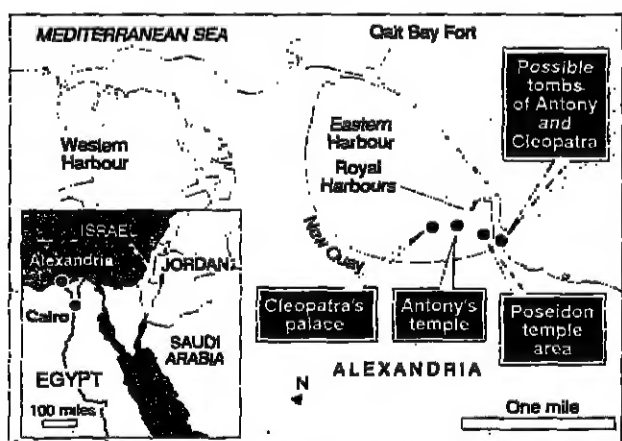 MEDITERRANEAN SEA
Qait Bay Fort
Possible
tombs
of Antony
and
Cleopatra
Western
Harbour
Eastern
Harbour
Royal
Harbours
New Quay
ISRAEL
Alexandria
JORDAN
Cairo
SAUDI
ARABIA
EGYPT
100 miles
Cleopatra's
palace
Antony's
temple
Poseidon
temple
area
N
ALEXANDRIA
One mile